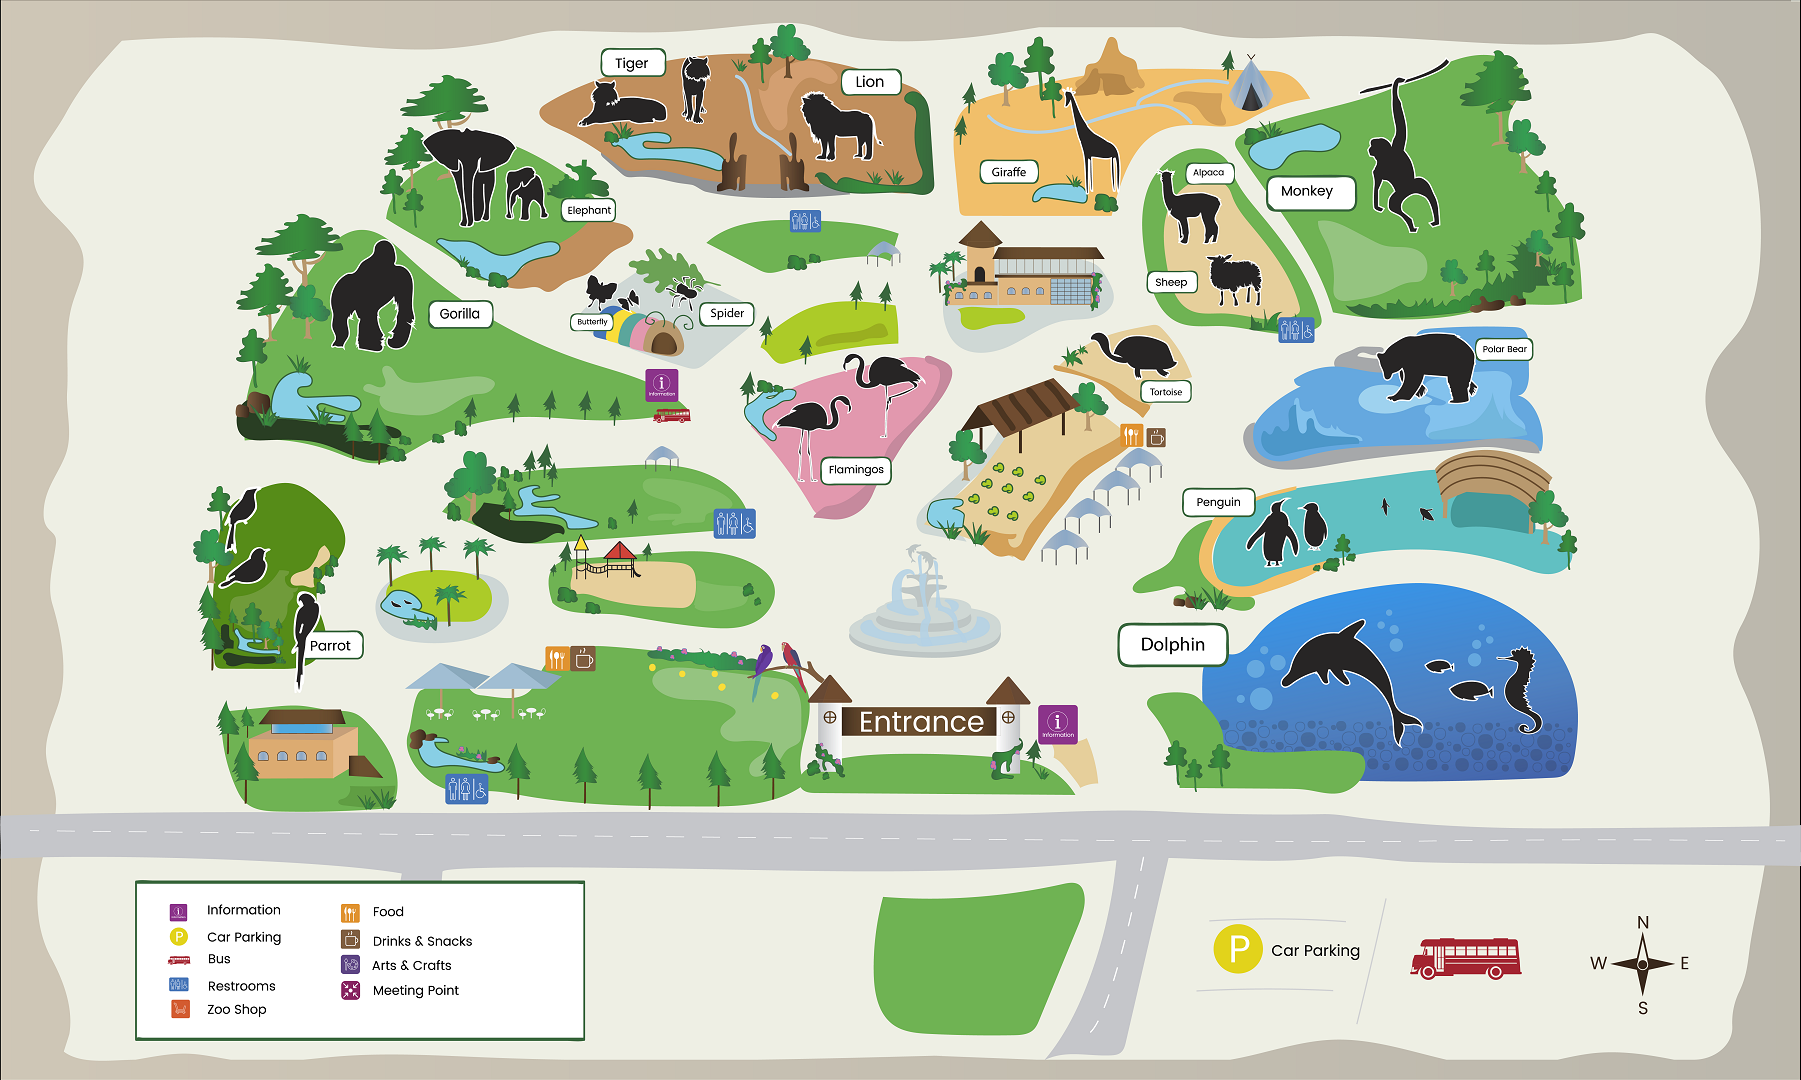 Tiger
Lion
Giraffe
Alpaca
Monkey
Elephant
Sheep
Gorilla
Butterfly
Spider
Polar Bear
Tortoise
i
Information
Flamingos
Penguin
Parrot
Dolphin
Entrance
i
Information
i
Information
P
Car Parking
Bus
Restrooms
Zoo Shop
Food
Drinks & Snacks
Arts & Crafts
Meeting Point
P
Car Parking
N
W
E
S